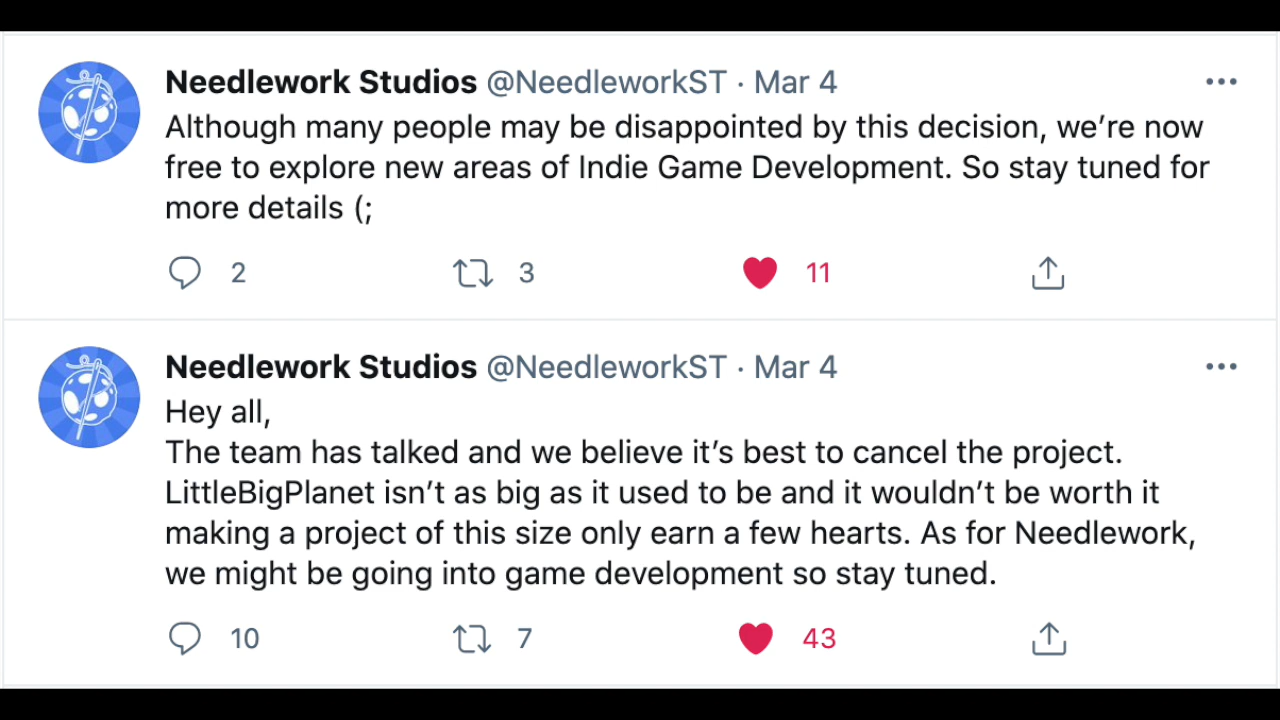 Needlework Studios @NeedleworkST · Mar 4
Although many people may be disappointed by this decision, we’re now
free to explore new areas of Indie Game Development. So stay tuned for
more details (;
2 3 11
Needlework Studios @NeedleworkST · Mar 4
Hey all,
The team has talked and we believe it’s best to cancel the project.
LittleBigPlanet isn’t as big as it used to be and it wouldn’t be worth it
making a project of this size only earn a few hearts. As for Needlework,
we might be going into game development so stay tuned.
10 7 43